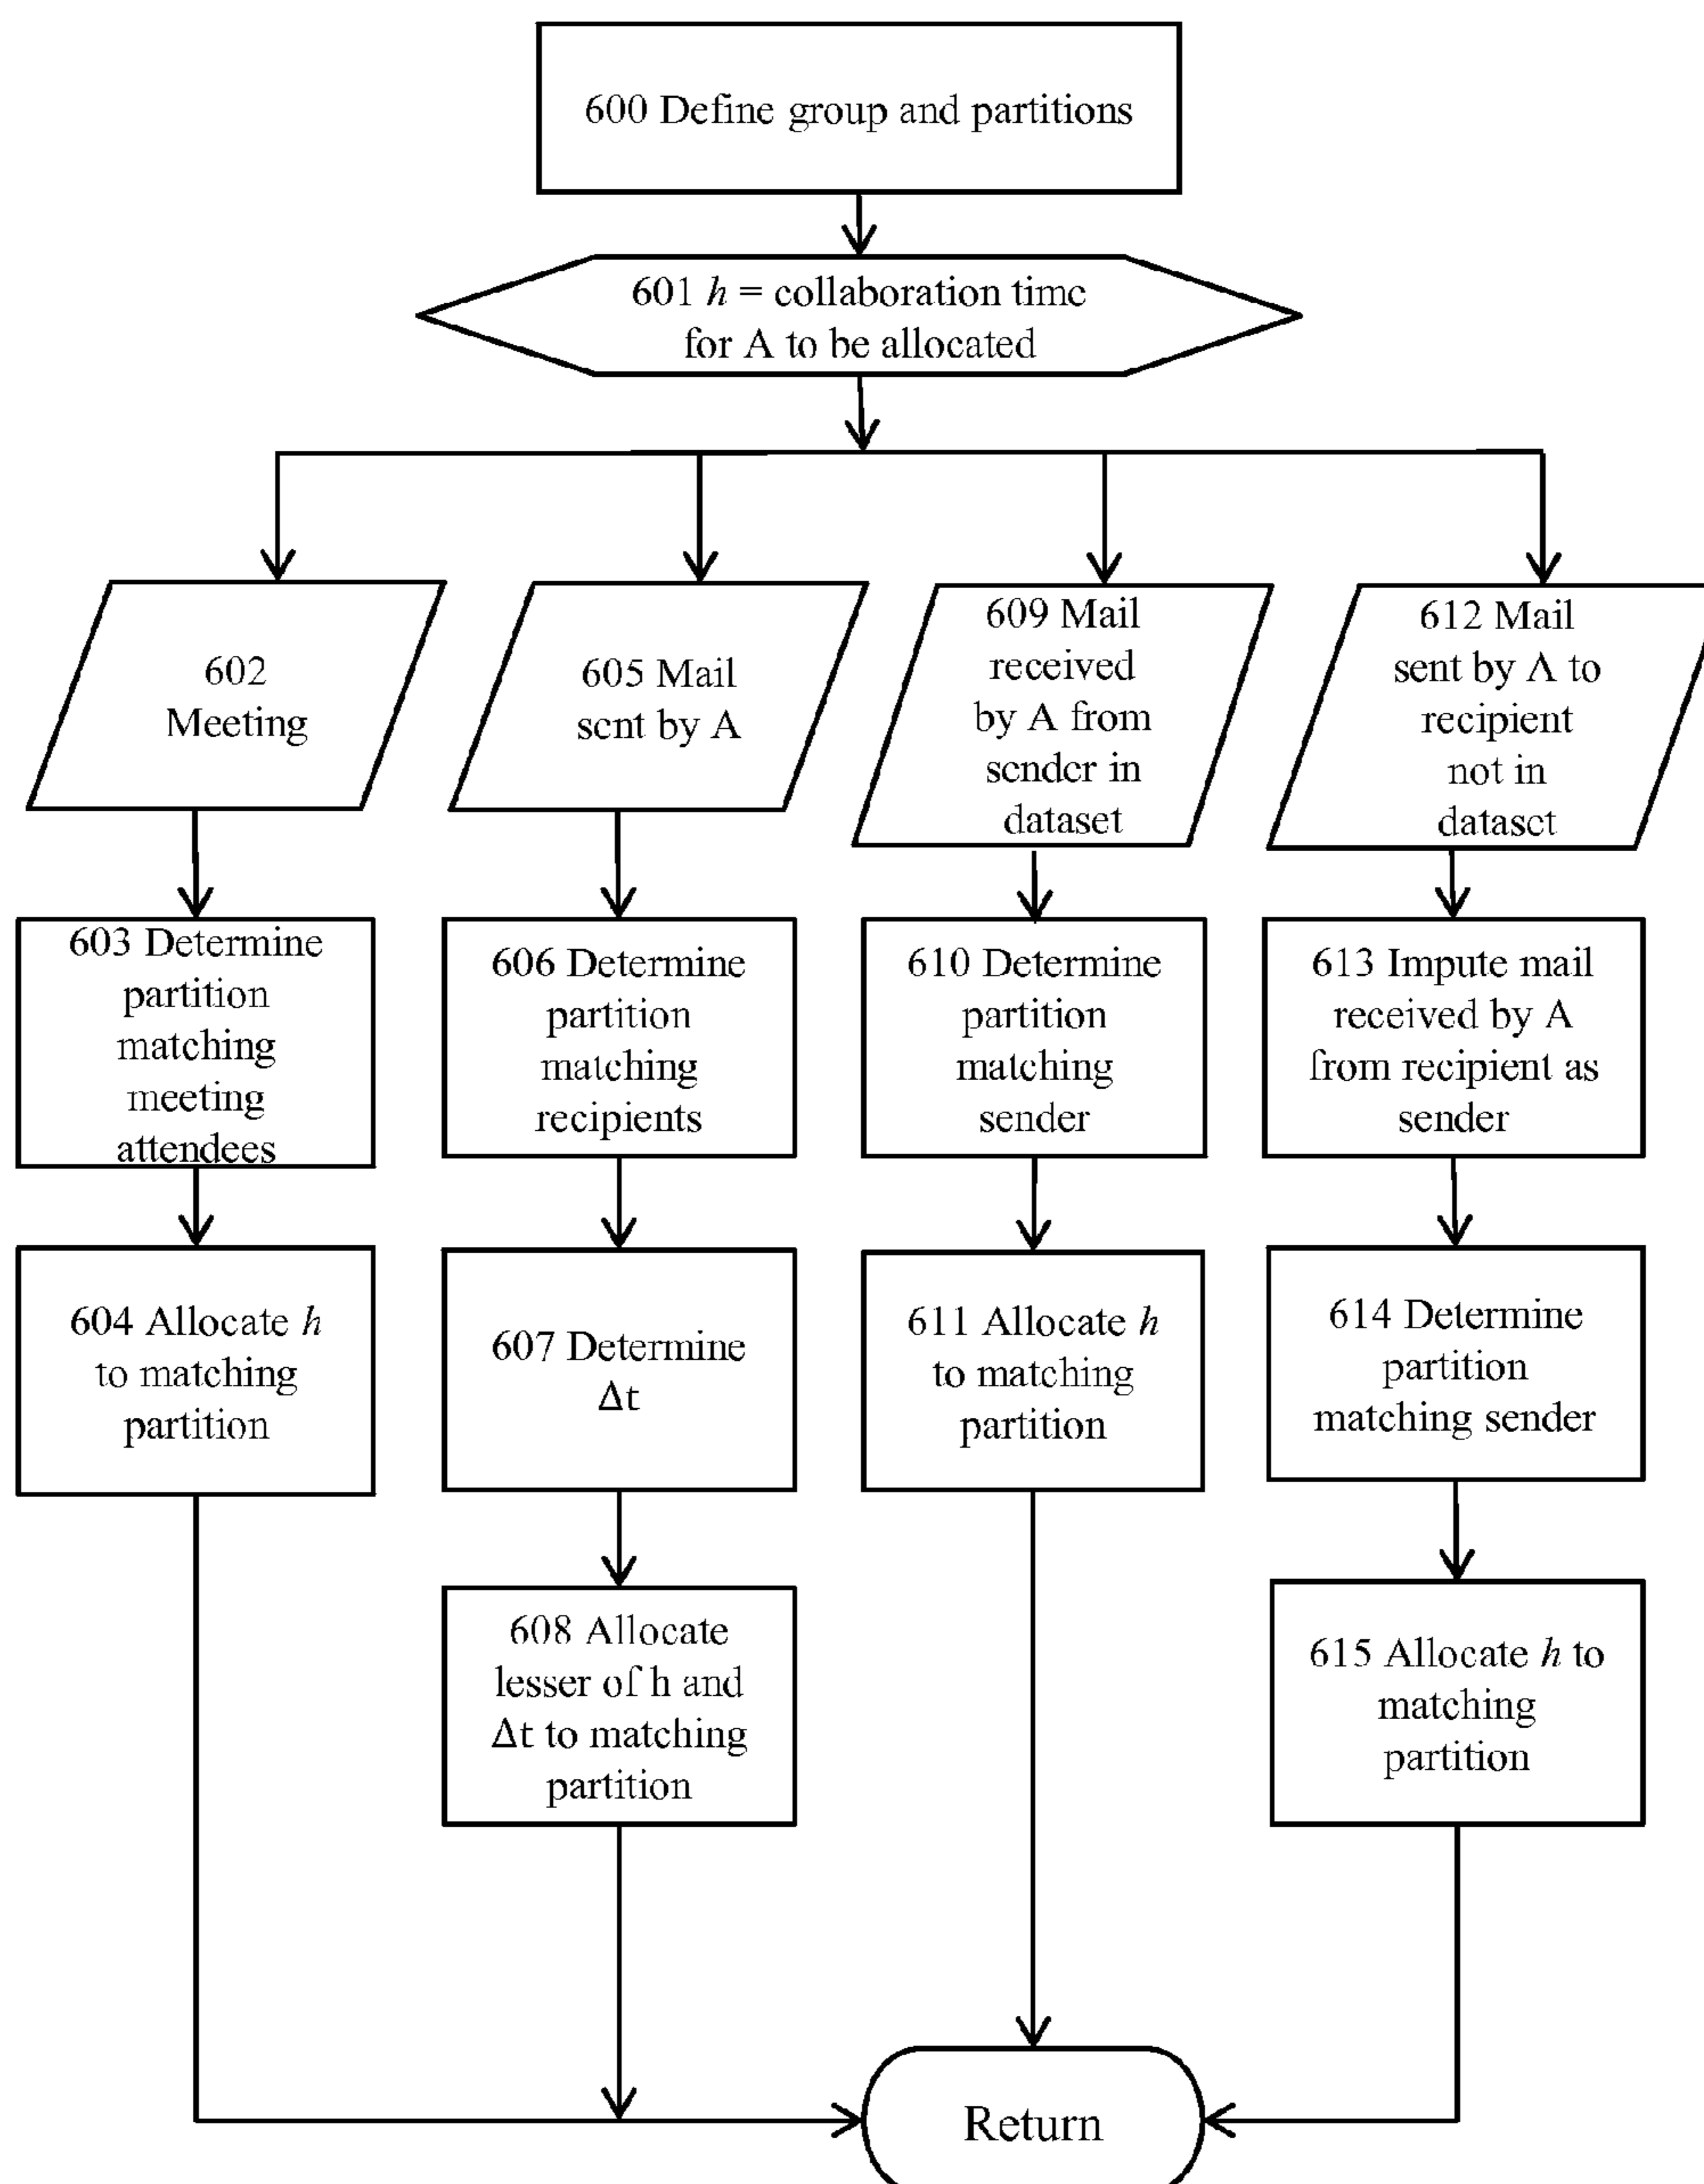 600 Define group and partitions
601 h = collaboration time
for A to be allocated
602
Meeting
603 Determine
partition
matching
meeting
attendees
604 Allocate h
to matching
partition
605 Mail
sent by A
606 Determine
partition
matching
recipients
607 Determine
Δt
608 Allocate
lesser of h and
Δt to matching
partition
609 Mail
received
by A from
sender in
dataset
610 Determine
partition
matching
sender
611 Allocate h
to matching
partition
612 Mail
sent by A to
recipient
not in
dataset
613 Impute mail
received by A
from recipient as
sender
614 Determine
partition
matching sender
615 Allocate h to
matching
partition
Return